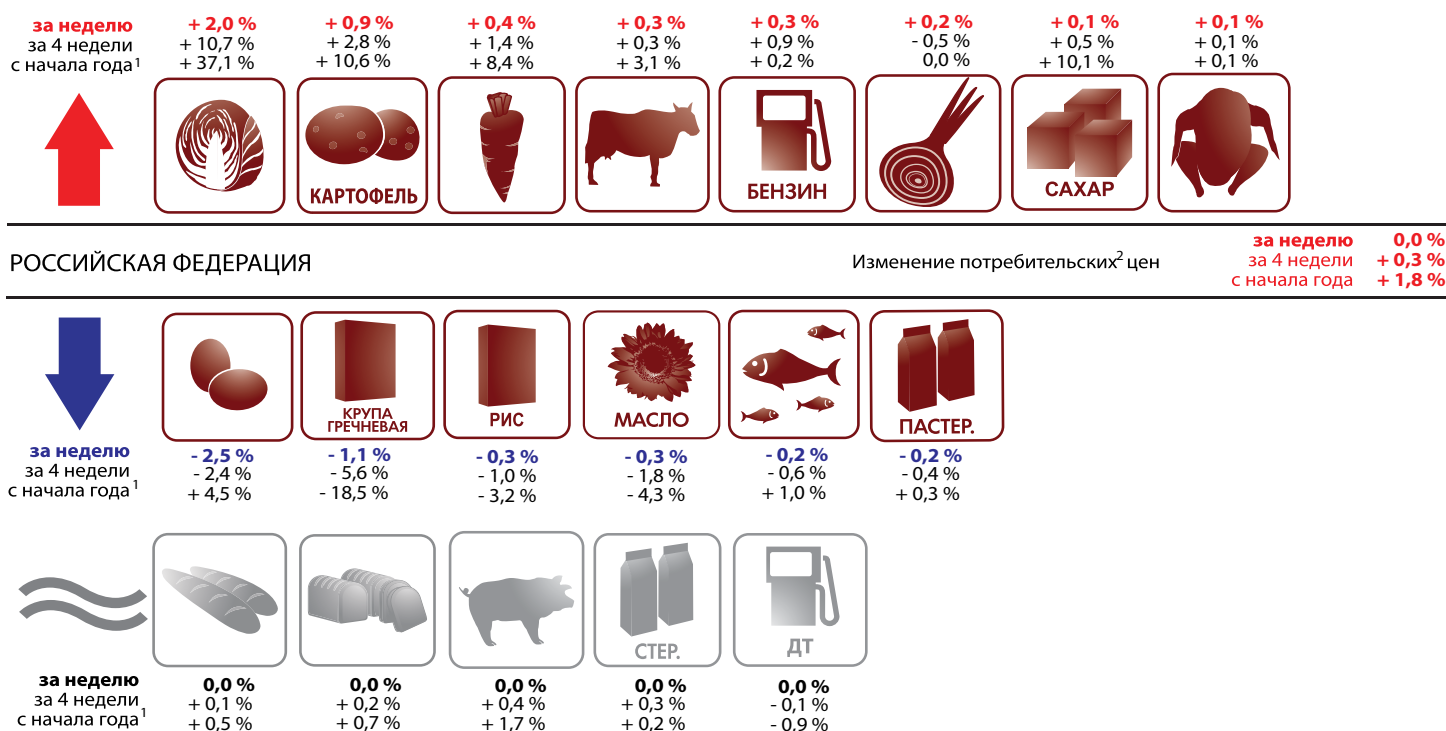 за неделю + 2,0 % + 0,9 % + 0,4 % + 0,3 % + 0,3 % + 0,2 % + 0,1 % + 0,1 %
за 4 недели + 10,7 % + 2,8 % + 1,4 % + 0,3 % + 0,9 % - 0,5 % + 0,5 % + 0,1 %
с начала года¹ + 37,1 % + 10,6 % + 8,4 % + 3,1 % + 0,2 % 0,0 % + 10,1 % + 0,1 %
КАРТОФЕЛЬ БЕНЗИН САХАР
РОССИЙСКАЯ ФЕДЕРАЦИЯ
Изменение потребительских² цен
за неделю 0,0 %
за 4 недели + 0,3 %
с начала года + 1,8 %
КРУПА
ГРЕЧНЕВАЯ
РИС
МАСЛО
ПАСТЕР.
за неделю - 2,5 % - 1,1 % - 0,3 % - 0,3 % - 0,2 % - 0,2 %
за 4 недели - 2,4 % - 5,6 % - 1,0 % - 1,8 % - 0,6 % - 0,4 %
с начала года¹ + 4,5 % - 18,5 % - 3,2 % - 4,3 % + 1,0 % + 0,3 %
СТЕР. ДТ
за неделю 0,0 % 0,0 % 0,0 % 0,0 % 0,0 %
за 4 недели + 0,1 % + 0,2 % + 0,4 % + 0,3 % - 0,1 %
с начала года¹ + 0,5 % + 0,7 % + 1,7 % + 0,2 % - 0,9 %